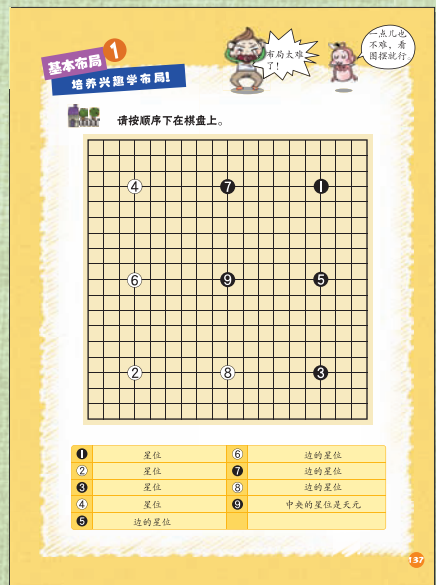 基本布局 1
培养兴趣学布局!
布局太难
了!
一点儿也
不难，看
图摆就行。
请按顺序下在棋盘上。
4 7 1
6 9 5
2 8 3
1 星位 6 边的星位
2 星位 7 边的星位
3 星位 8 边的星位
4 星位 9 中央的星位是天元
5 边的星位
137